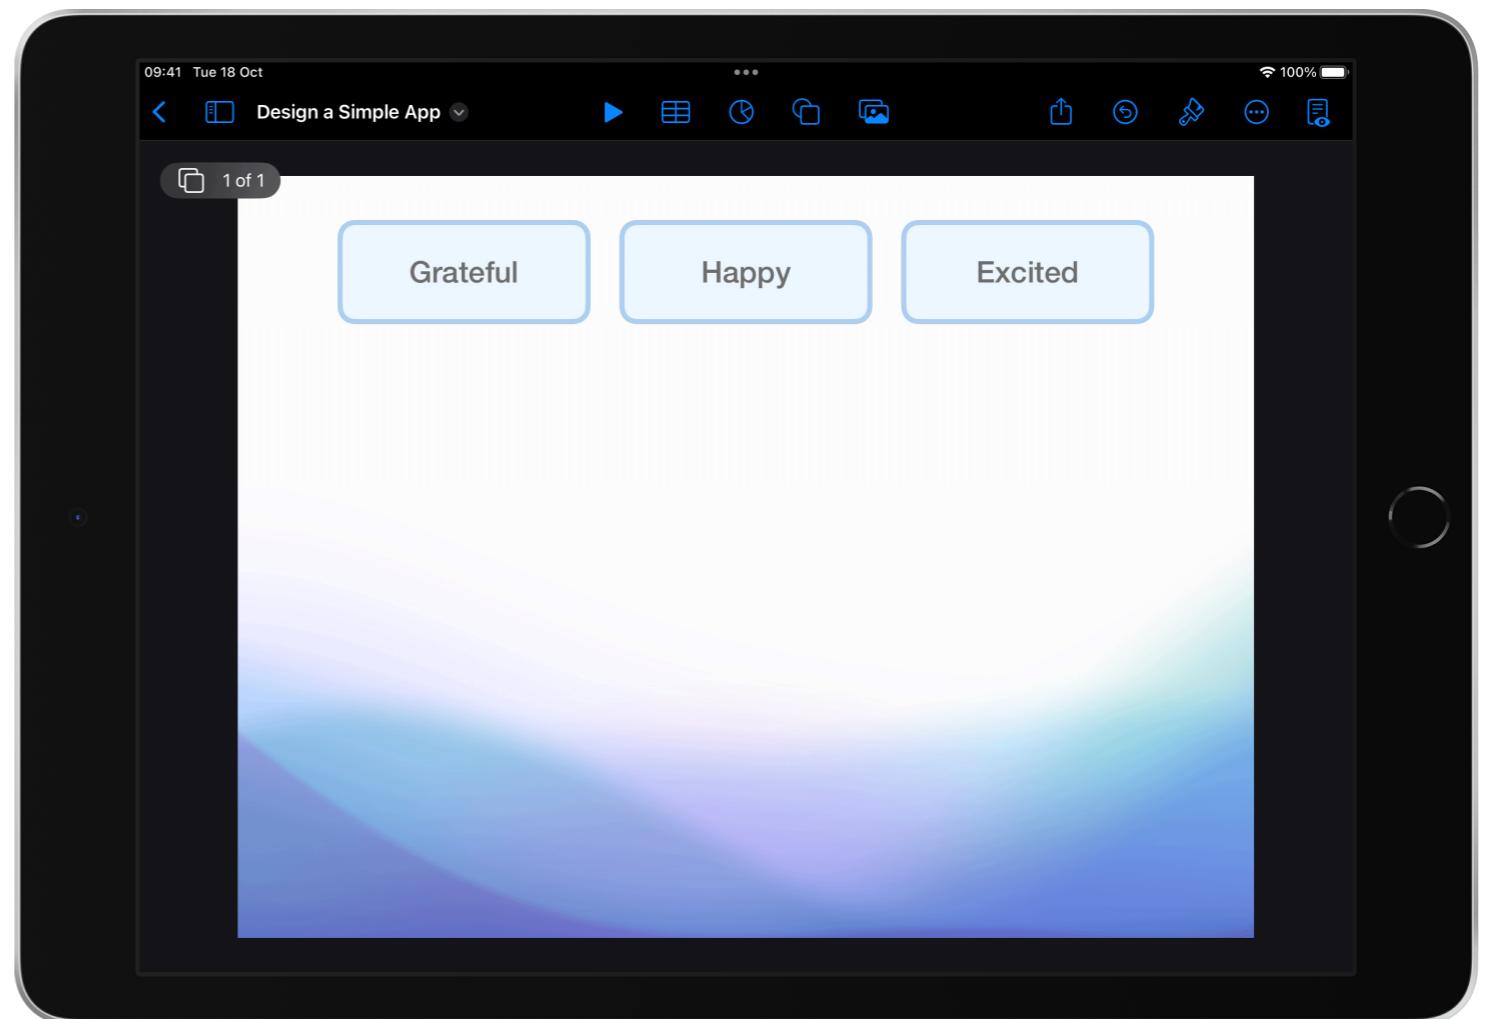 09:41 Tue 18 Oct
100%
Design a Simple App
1 of 1
Grateful
Happy
Excited